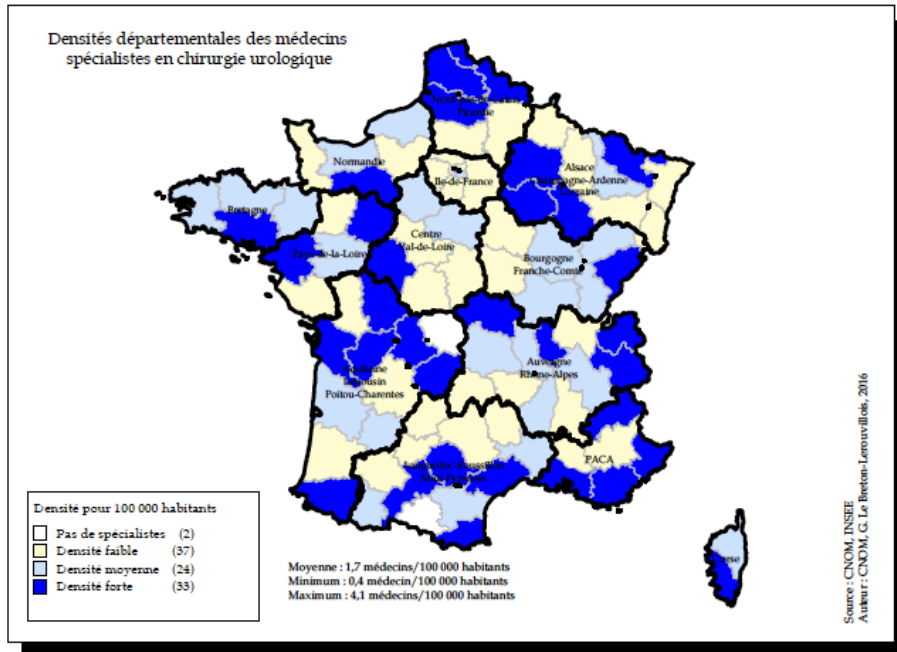 Densités départementales des médecins
spécialistes en chirurgie urologique
Nord-pas-de-Calais
Picardie
Normandie
Ile-de-France
Alsace
Champagne-Ardenne
Lorraine
Bretagne
Pays-de-la-Loire
Centre
Val-de-Loire
Bourgogne
Franche-Comté
Aquitaine
Limousin
Poitou-Charentes
Auvergne
Rhône-Alpes
Languedoc-Roussillon
Midi-Pyrénées
PACA
Corse
Densité pour 100 000 habitants
Pas de spécialistes (2)
Densité faible (37)
Densité moyenne (24)
Densité forte (33)
Moyenne : 1,7 médecins/100 000 habitants
Minimum : 0,4 médecin/100 000 habitants
Maximum : 4,1 médecins/100 000 habitants
Source : CNOM, INSEE
Auteur : CNOM, G. Le Breton-Lerouvillois, 2016